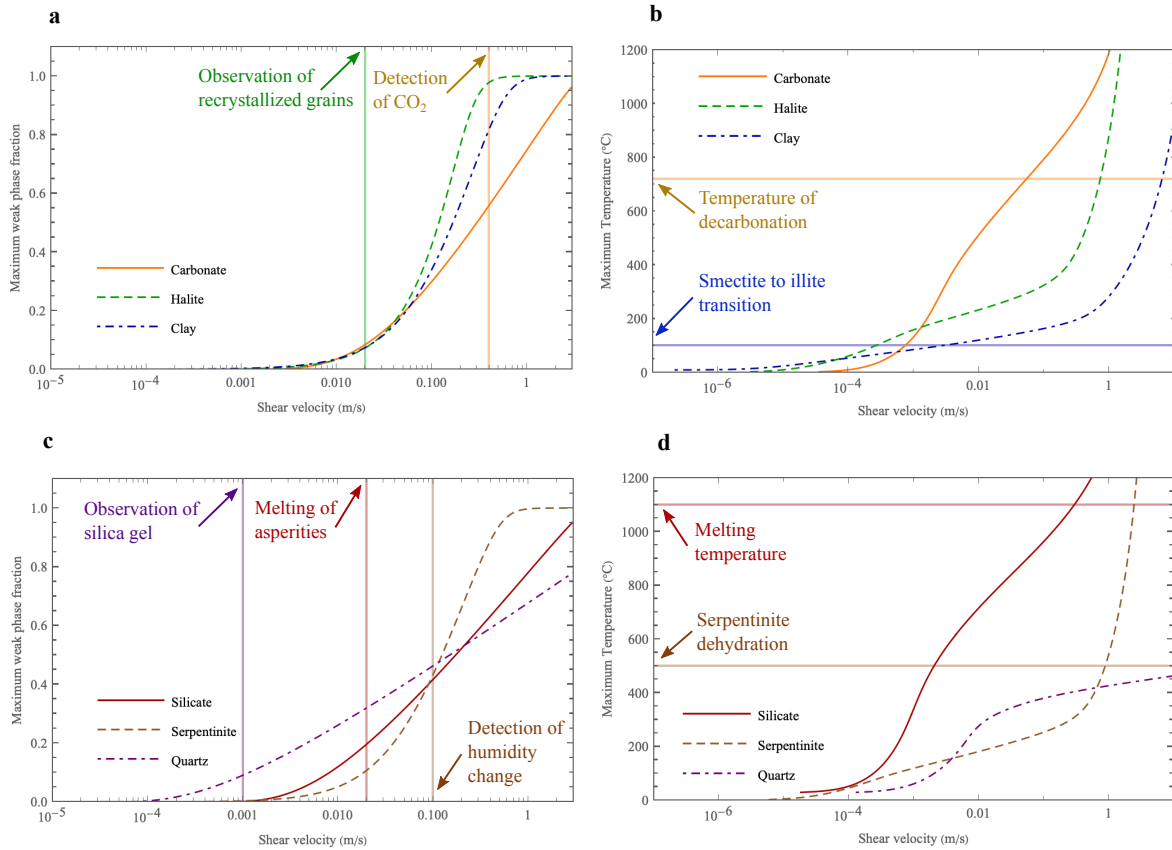 a
1.0
0.8
0.6
0.4
0.2
0.0
Maximum weak phase fraction
Observation of
recrystallized grains
Detection
of CO₂
Carbonate
Halite
Clay
10⁻⁵
10⁻⁴
0.001
0.010
0.100
1
Shear velocity (m/s)
b
1200
1000
800
600
400
200
0
Maximum Temperature (°C)
Carbonate
Halite
Clay
Temperature of
decarbonation
Smectite to illite
transition
10⁻⁶
10⁻⁴
0.01
1
Shear velocity (m/s)
c
1.0
0.8
0.6
0.4
0.2
0.0
Maximum weak phase fraction
Observation of
silica gel
Melting of
asperities
Silicate
Serpentinite
Quartz
Detection of
humidity
change
10⁻⁵
10⁻⁴
0.001
0.010
0.100
1
Shear velocity (m/s)
d
1200
1000
800
600
400
200
0
Maximum Temperature (°C)
Melting
temperature
Serpentinite
dehydration
Silicate
Serpentinite
Quartz
10⁻⁶
10⁻⁴
0.01
1
Shear velocity (m/s)